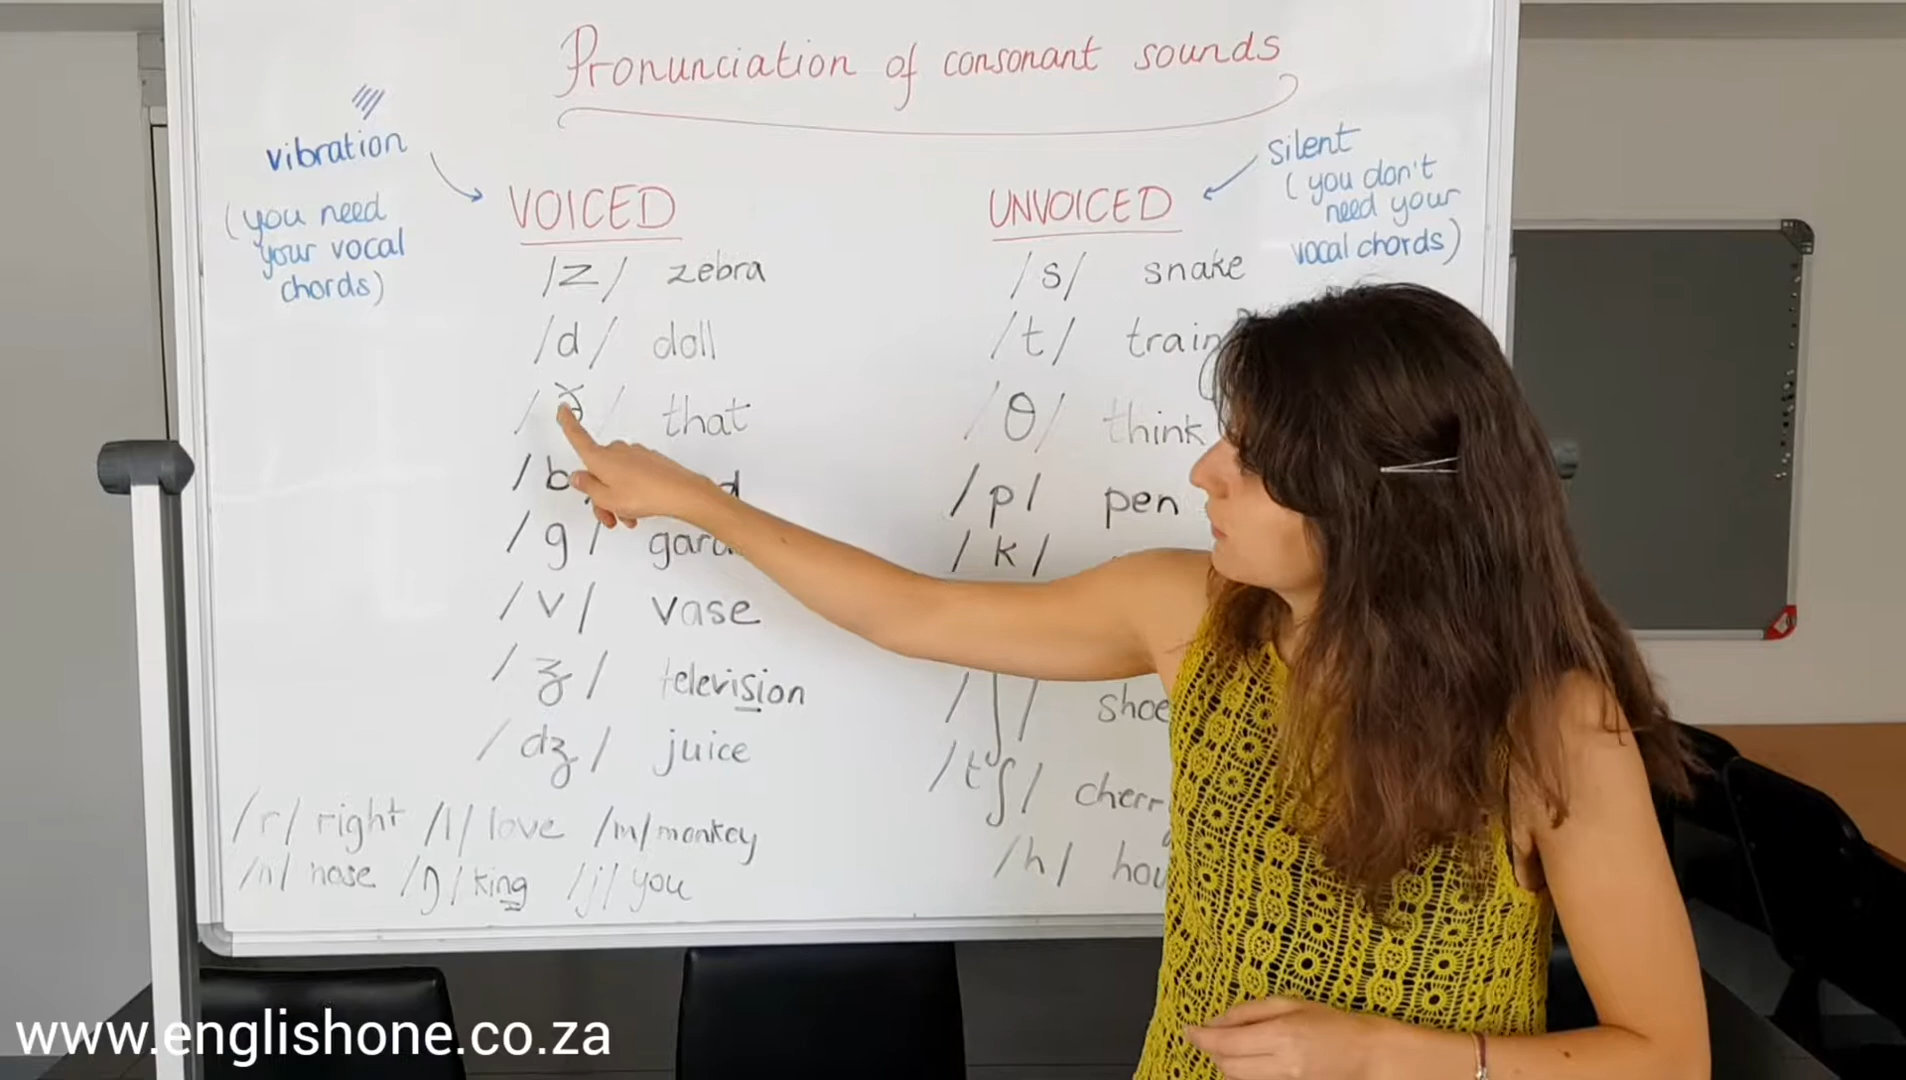 Pronunciation of consonant sounds
vibration
(you need
your vocal
chords)
VOICED
/z/ zebra
/d/ doll
/ð/ that
/b
/g/
/v/ vase
/ʒ/ television
/dʒ/ juice
/r/ right /l/ love /m/ monkey
/n/ nose /ŋ/ king /j/ you
silent
(you don't
need your
vocal chords)
UNVOICED
/s/ snake
/t/ train
/θ/ think
/p/ pen
/k/
/ʃ/ shoe
/tʃ/ cherr
/h/ hou
www.englishone.co.za